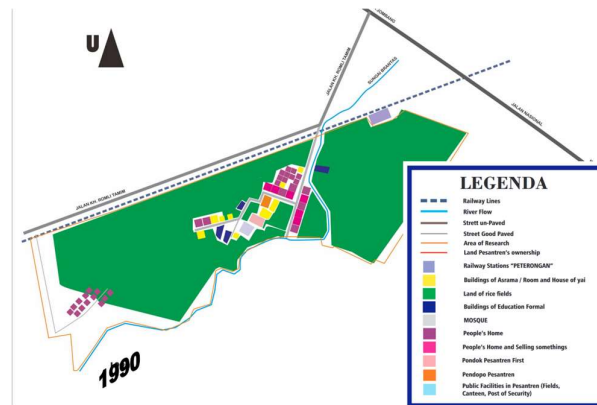 JOMBANG
U
JALAN KH. ROMLI TAMIM
SUNGAI BRANTAS
JALAN NASIONAL
JALAN KH. ROMLI TAMIM
LEGENDA
Railway Lines
River Flow
Strett un-Paved
Street Good Paved
Area of Research
Land Pesantren's ownership
Railway Stations "PETERONGAN"
Buildings of Asrama / Room and House of yai
Land of rice fields
Buildings of Education Formal
MOSQUE
People's Home
People's Home and Selling somethings
Pondok Pesantren First
Pendopo Pesantren
Public Facilities in Pesantren (Fields,
Canteen, Post of Security)
1990